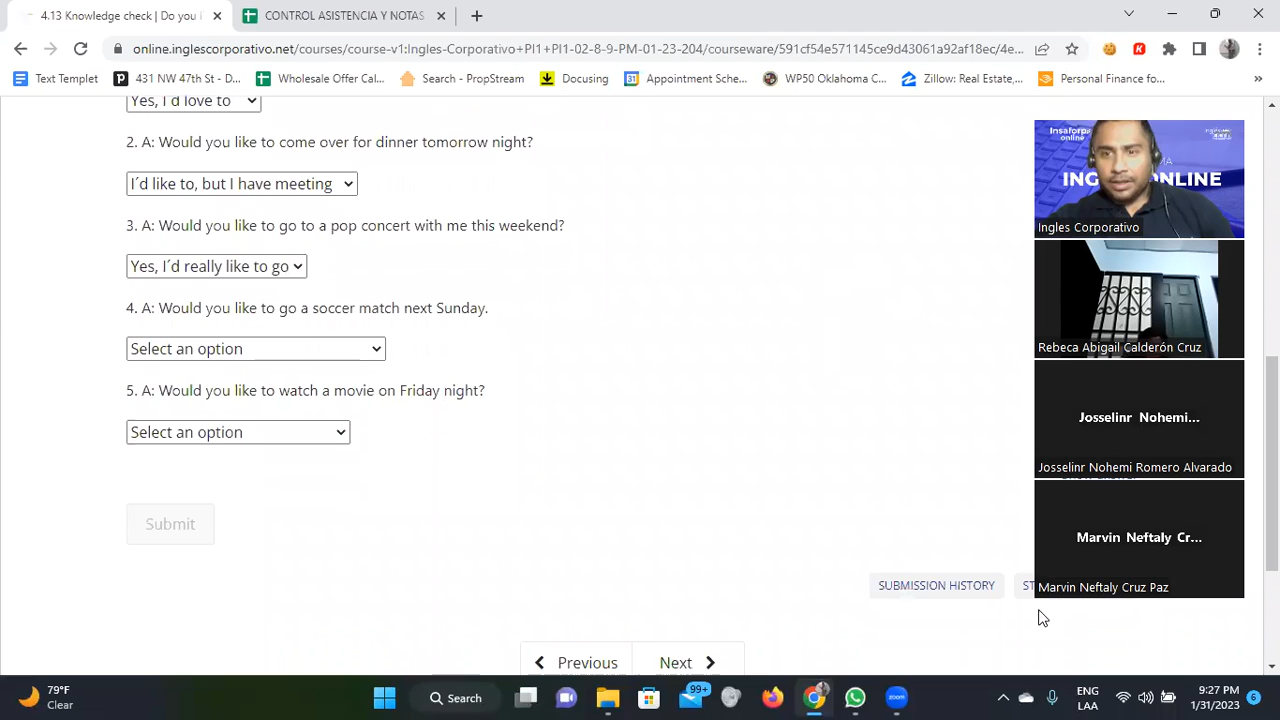 4.13 Knowledge check | Do you
CONTROL ASISTENCIA Y NOTAS
online.inglescorporativo.net/courses/course-v1:Ingles-Corporativo+PI1+PI1-02-8-9-PM-01-23-204/courseware/591cf54e571145ce9d43061a92af18ec/4e...
Text Templet
431 NW 47th St - D...
Wholesale Offer Cal...
Search - PropStream
Docusing
Appointment Sche...
WP50 Oklahoma C...
Zillow: Real Estate,...
Personal Finance fo...
Yes, I´d love to
2. A: Would you like to come over for dinner tomorrow night?
I´d like to, but I have meeting
3. A: Would you like to go to a pop concert with me this weekend?
Yes, I´d really like to go
4. A: Would you like to go a soccer match next Sunday.
Select an option
5. A: Would you like to watch a movie on Friday night?
Select an option
Submit
SUBMISSION HISTORY
ST
Previous
Next
Insaforp
online
ING
NLINE
Ingles Corporativo
Rebeca Abigail Calderón Cruz
Josselinr Nohemi...
Josselinr Nohemi Romero Alvarado
Marvin Neftaly Cr...
Marvin Neftaly Cruz Paz
79°F
Clear
Search
99+
zoom
ENG
LAA
9:27 PM
1/31/2023
6